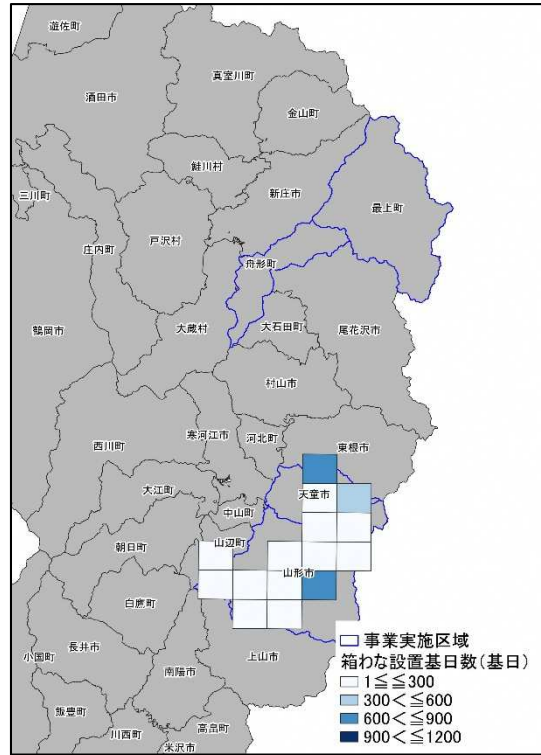 遊佐町
真室川町
酒田市
金山町
鮭川村
新庄市
最上町
三川町
戸沢村
庄内町
舟形町
鶴岡市
大蔵村
大石田町
尾花沢市
村山市
西川町
寒河江市
河北町
東根市
大江町
天童市
中山町
朝日町
山辺町
山形市
白鷹町
長井市
小国町
上山市
南陽市
飯豊町
川西町
高畠町
米沢市
事業実施区域
箱わな設置基日数(基日)
1≦≦300
300<≦600
600<≦900
900<≦1200